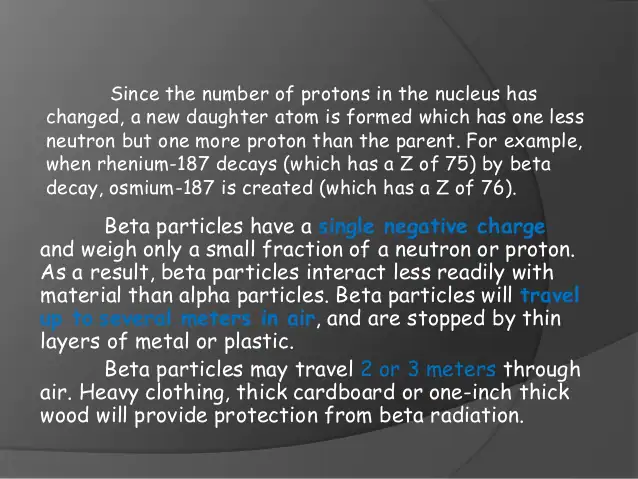 Since the number of protons in the nucleus has
changed, a new daughter atom is formed which has one less
neutron but one more proton than the parent. For example,
when rhenium-187 decays (which has a Z of 75) by beta
decay, osmium-187 is created (which has a Z of 76).
Beta particles have a single negative charge
and weigh only a small fraction of a neutron or proton.
As a result, beta particles interact less readily with
material than alpha particles. Beta particles will travel
up to several meters in air, and are stopped by thin
layers of metal or plastic.
Beta particles may travel 2 or 3 meters through
air. Heavy clothing, thick cardboard or one-inch thick
wood will provide protection from beta radiation.